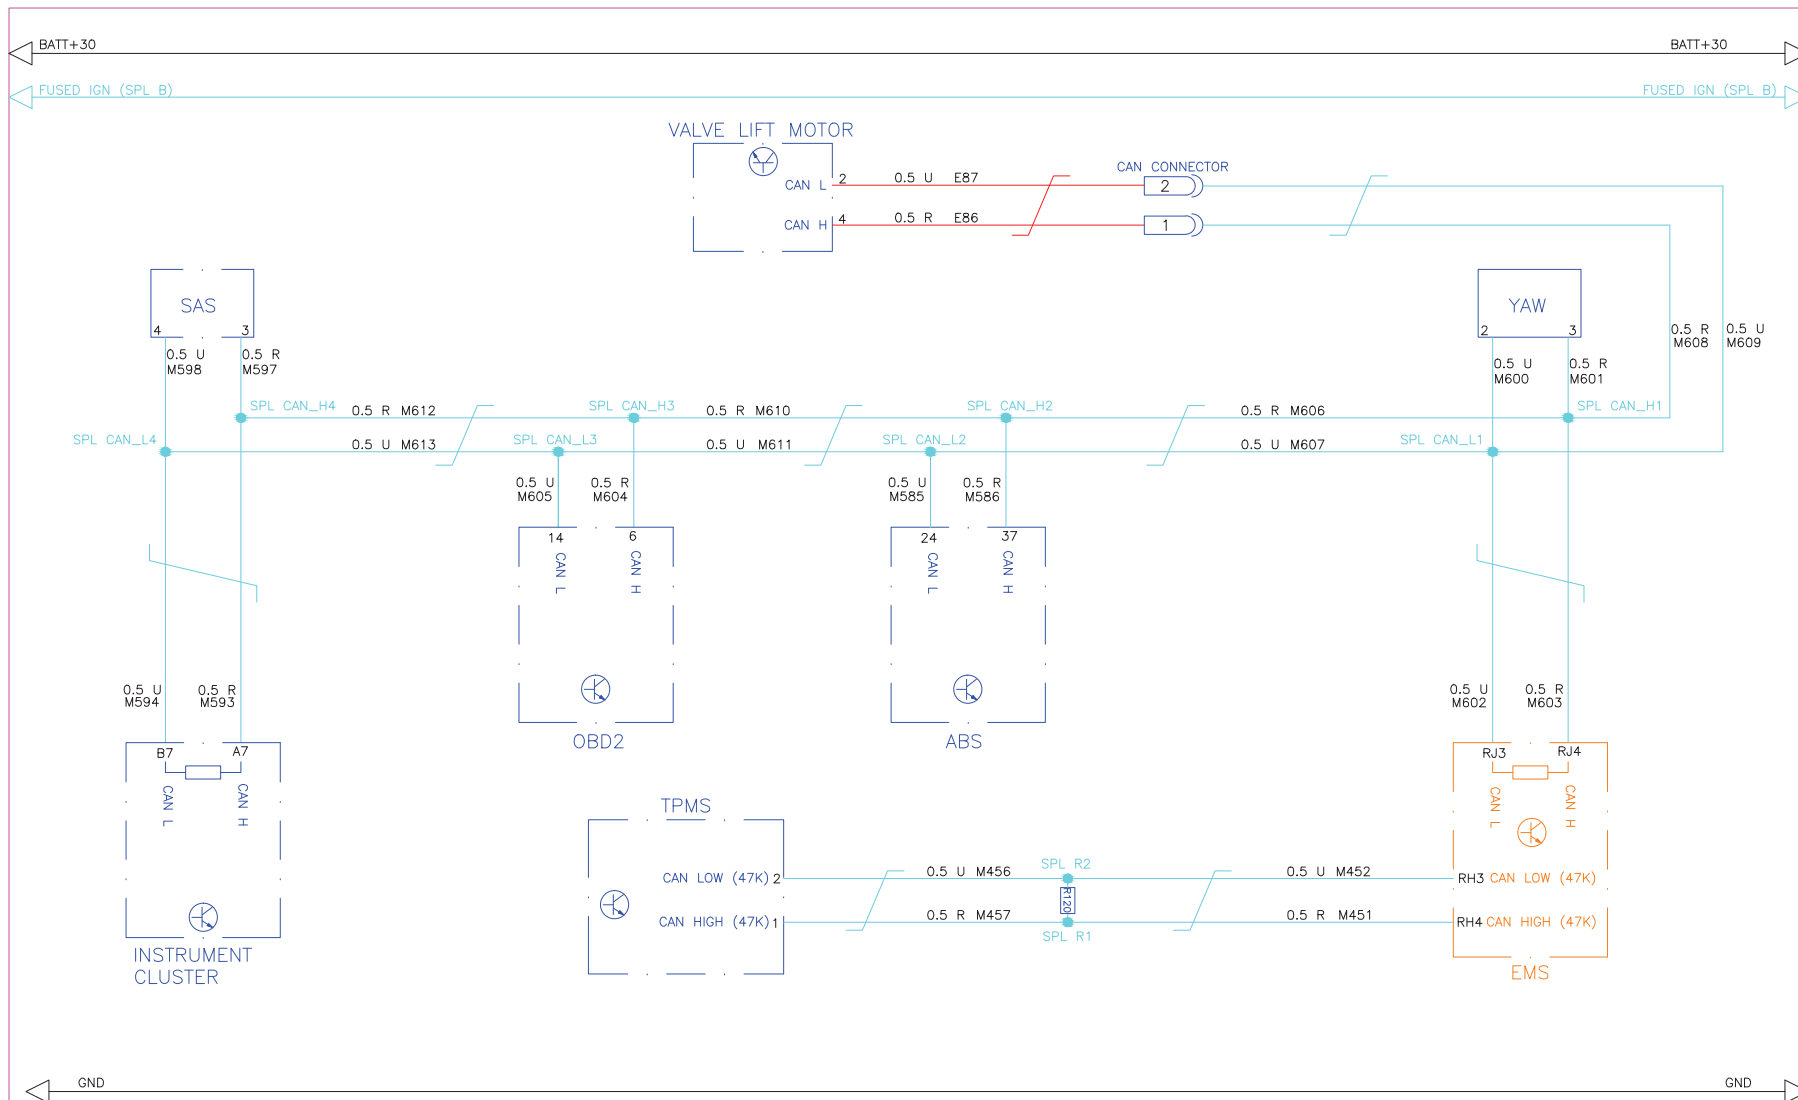 BATT+30 BATT+30
FUSED IGN (SPL B) FUSED IGN (SPL B)
VALVE LIFT MOTOR
CAN CONNECTOR
CAN L 2 0.5 U E87 2
CAN H 4 0.5 R E86 1
SAS YAW
4 3 2 3
0.5 R 0.5 U
M608 M609
0.5 U 0.5 R 0.5 U 0.5 R
M598 M597 M600 M601
SPL CAN_H4 0.5 R M612 SPL CAN_H3 0.5 R M610 SPL CAN_H2 0.5 R M606 SPL CAN_H1
SPL CAN_L4 0.5 U M613 SPL CAN_L3 0.5 U M611 SPL CAN_L2 0.5 U M607 SPL CAN_L1
0.5 U 0.5 R 0.5 U 0.5 R
M605 M604 M585 M586
14 6 24 37
CAN L CAN H CAN L CAN H
0.5 U 0.5 R 0.5 U 0.5 R
M594 M593 M602 M603
OBD2 ABS
B7 A7 RJ3 RJ4
CAN L CAN H CAN L CAN H
TPMS
SPL R2
CAN LOW (47K) 2 0.5 U M456 0.5 U M452 RH3 CAN LOW (47K)
R120
CAN HIGH (47K) 1 0.5 R M457 0.5 R M451 RH4 CAN HIGH (47K)
SPL R1
INSTRUMENT
CLUSTER
EMS
GND GND